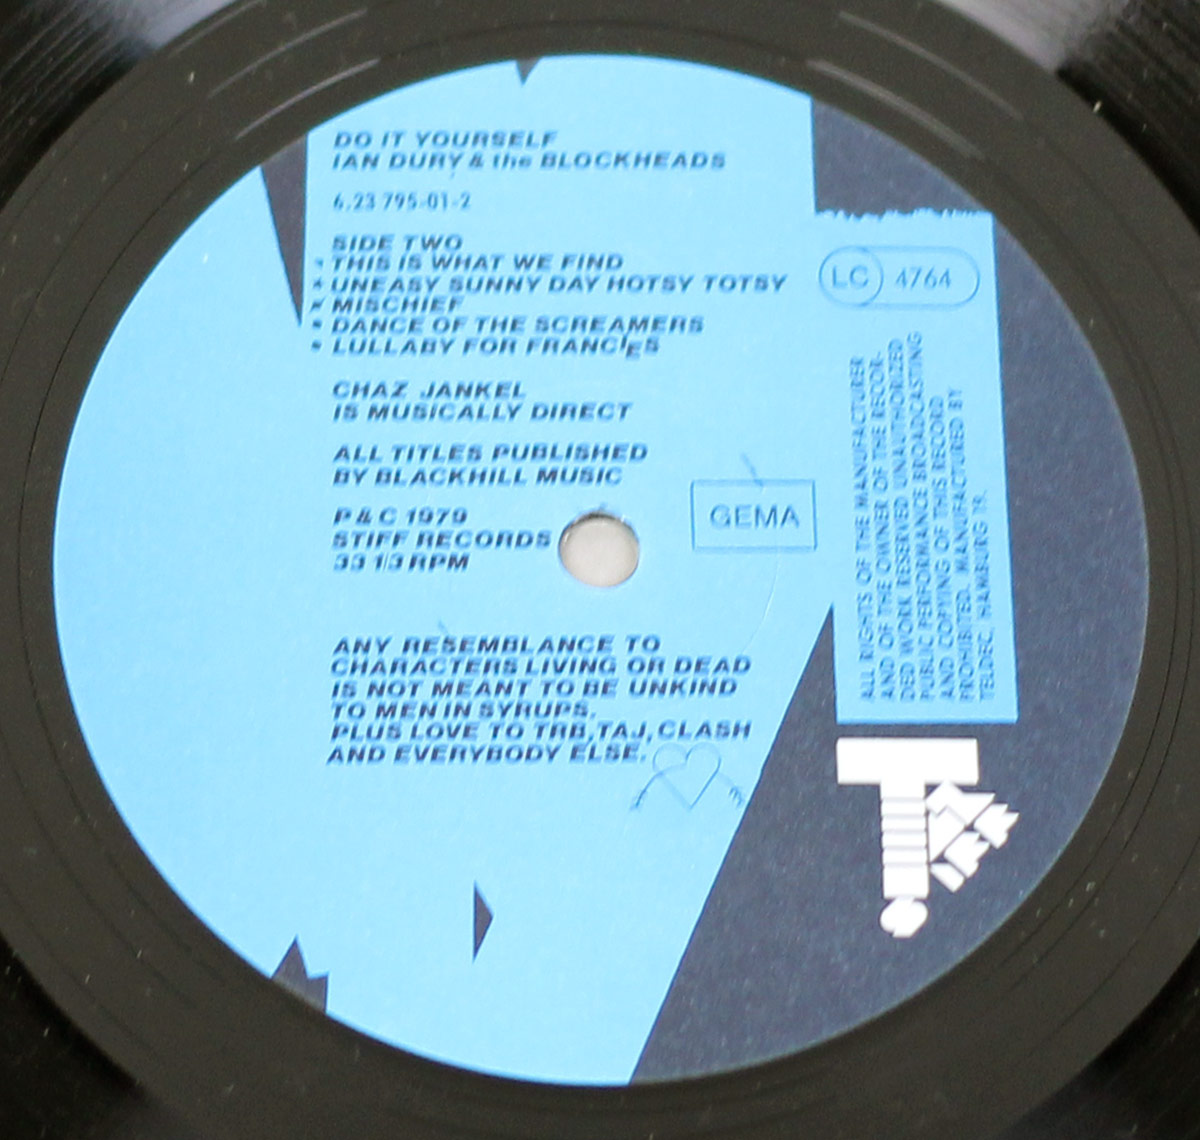 DO IT YOURSELF
IAN DURY & the BLOCKHEADS
6.23 795-01-2
SIDE TWO
* THIS IS WHAT WE FIND
* UNEASY SUNNY DAY HOTSY TOTSY
* MISCHIEF
* DANCE OF THE SCREAMERS
* LULLABY FOR FRANCIES
CHAZ JANKEL
IS MUSICALLY DIRECT
ALL TITLES PUBLISHED
BY BLACKHILL MUSIC
P & C 1979
STIFF RECORDS
33 1/3 RPM
GEMA
ANY RESEMBLANCE TO
CHARACTERS LIVING OR DEAD
IS NOT MEANT TO BE UNKIND
TO MEN IN SYRUPS.
PLUS LOVE TO TRB, TAJ, CLASH
AND EVERYBODY ELSE.
LC 4764
ALL RIGHTS OF THE MANUFACTURER
AND OF THE OWNER OF THE RECOR-
DED WORK RESERVED UNAUTHORIZED
PUBLIC PERFORMANCE BROADCASTING
AND COPYING OF THIS RECORD
PROHIBITED. MANUFACTURED BY
TELDEC, HAMBURG 19.